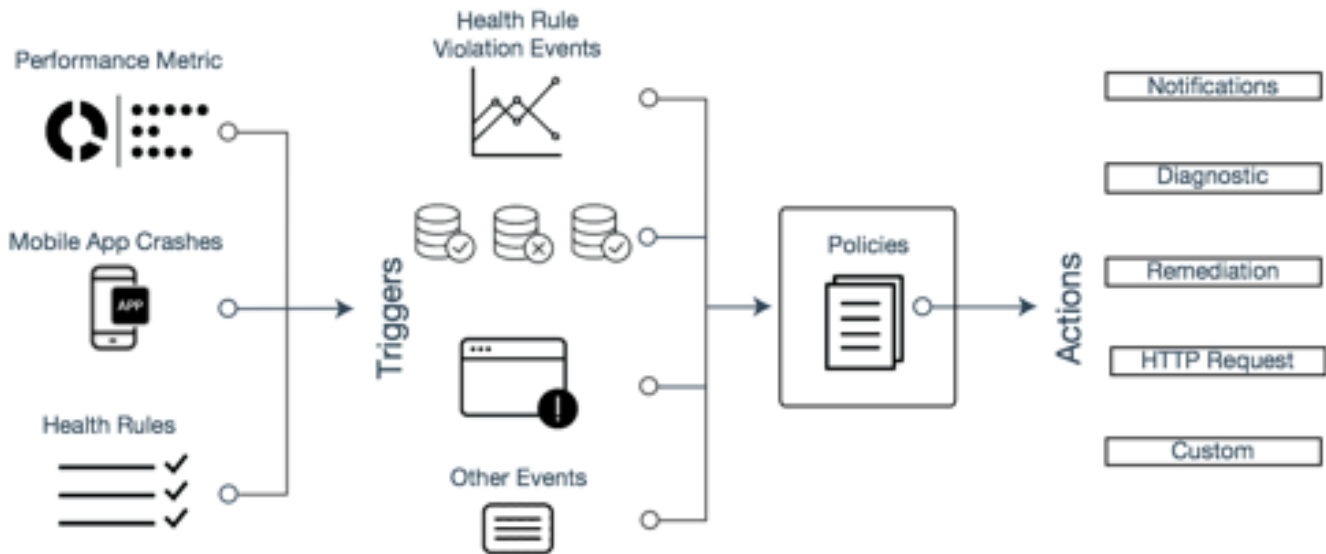 Performance Metric
Mobile App Crashes
APP
Health Rules
Triggers
Health Rule
Violation Events
Other Events
Policies
Actions
Notifications
Diagnostic
Remediation
HTTP Request
Custom